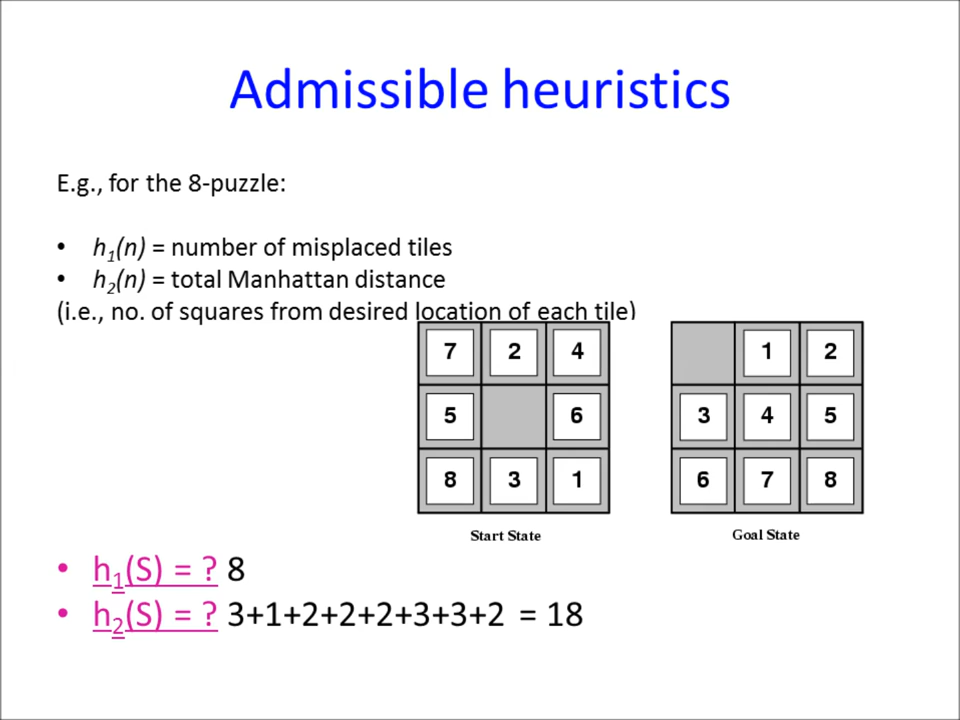 Admissible heuristics
E.g., for the 8-puzzle:
• h1(n) = number of misplaced tiles
• h2(n) = total Manhattan distance
(i.e., no. of squares from desired location of each tile)
7 2 4
5 6
8 3 1
Start State
1 2
3 4 5
6 7 8
Goal State
• h1(S) = ? 8
• h2(S) = ? 3+1+2+2+2+3+3+2 = 18